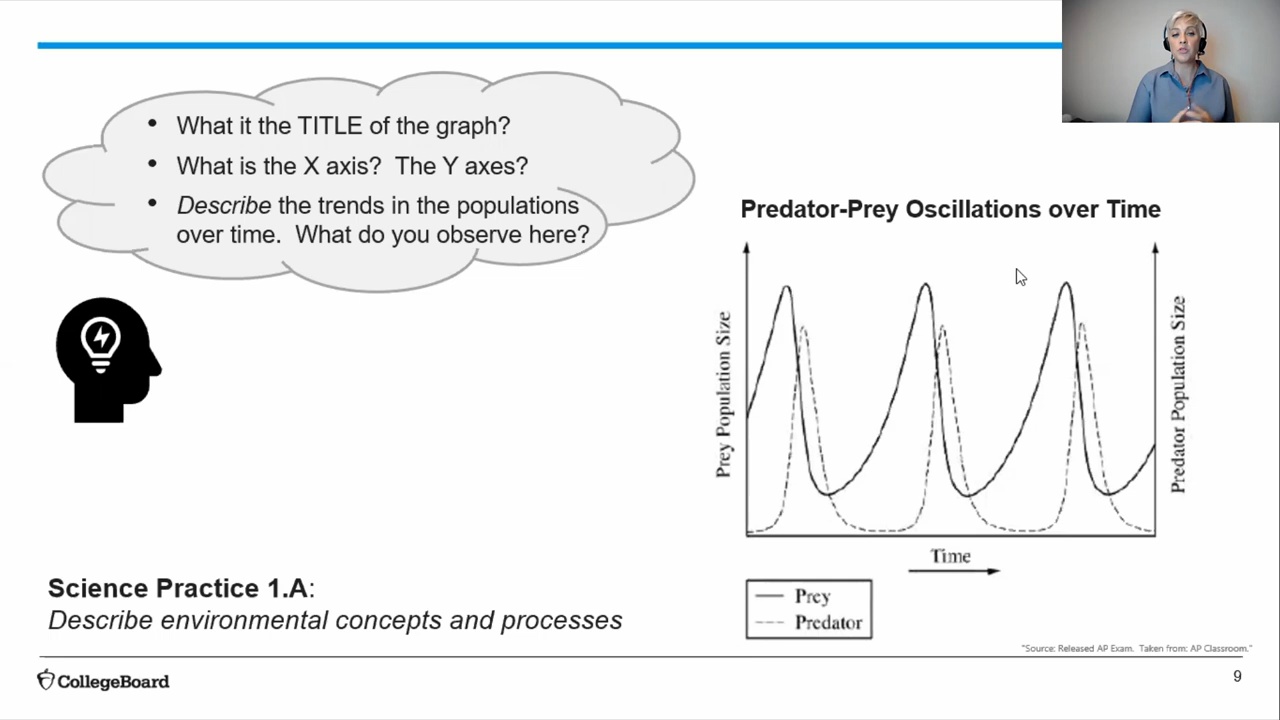 What it the TITLE of the graph?
What is the X axis? The Y axes?
Describe the trends in the populations
over time. What do you observe here?
Predator-Prey Oscillations over Time
Prey Population Size
Predator Population Size
Time
Prey
Predator
Science Practice 1.A:
Describe environmental concepts and processes
"Source: Released AP Exam. Taken from: AP Classroom."
CollegeBoard
9